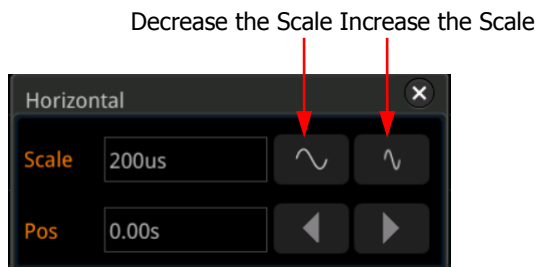 Decrease the Scale Increase the Scale
Horizontal
Scale 200us
Pos 0.00s